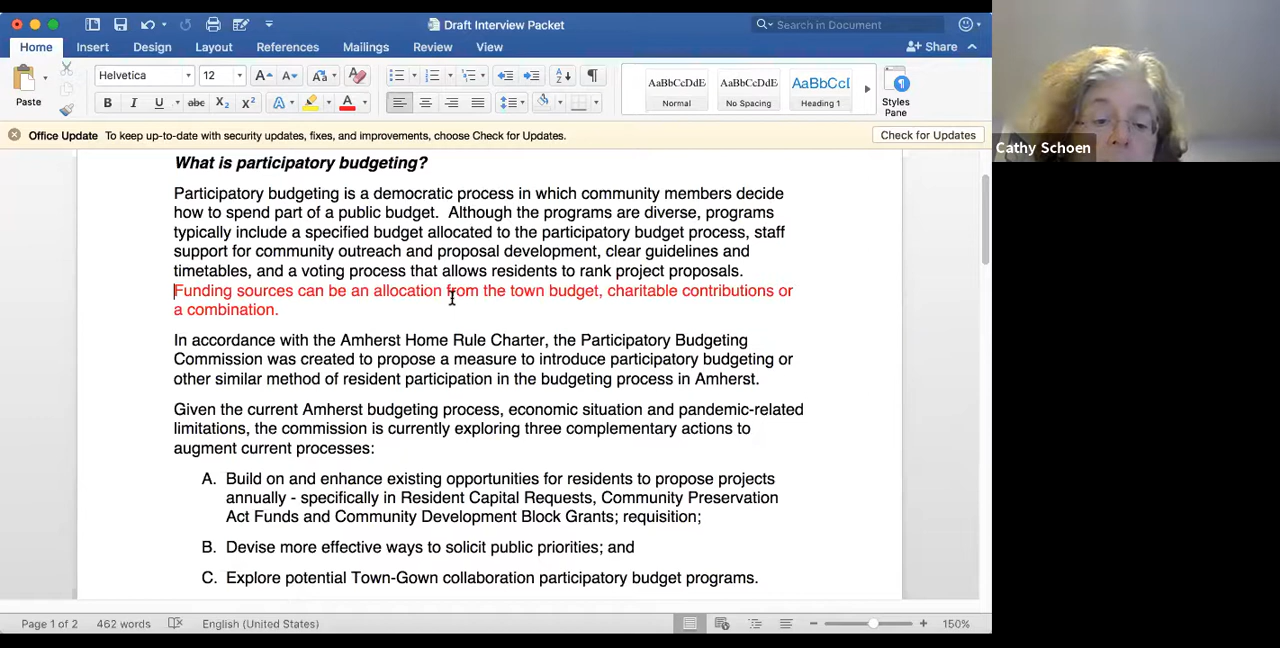 Draft Interview Packet
Search in Document
Home Insert Design Layout References Mailings Review View
Share
Paste
Helvetica 12
AaBbCcDdE AaBbCcDdE AaBbCcI
Normal No Spacing Heading 1
Styles Pane
Office Update To keep up-to-date with security updates, fixes, and improvements, choose Check for Updates.
Check for Updates
What is participatory budgeting?
Participatory budgeting is a democratic process in which community members decide
how to spend part of a public budget. Although the programs are diverse, programs
typically include a specified budget allocated to the participatory budget process, staff
support for community outreach and proposal development, clear guidelines and
timetables, and a voting process that allows residents to rank project proposals.
Funding sources can be an allocation from the town budget, charitable contributions or
a combination.
In accordance with the Amherst Home Rule Charter, the Participatory Budgeting
Commission was created to propose a measure to introduce participatory budgeting or
other similar method of resident participation in the budgeting process in Amherst.
Given the current Amherst budgeting process, economic situation and pandemic-related
limitations, the commission is currently exploring three complementary actions to
augment current processes:
A. Build on and enhance existing opportunities for residents to propose projects
annually - specifically in Resident Capital Requests, Community Preservation
Act Funds and Community Development Block Grants; requisition;
B. Devise more effective ways to solicit public priorities; and
C. Explore potential Town-Gown collaboration participatory budget programs.
Page 1 of 2 462 words English (United States) 150%
Cathy Schoen